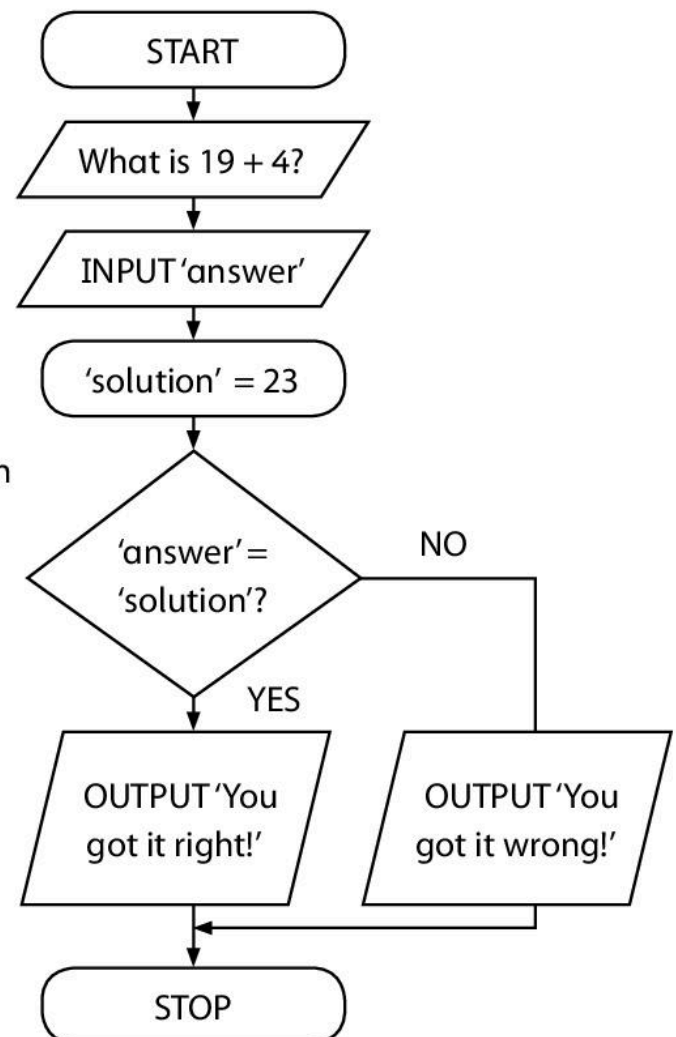 START
What is 19 + 4?
INPUT ‘answer’
‘solution’ = 23
‘answer’ =
‘solution’?
NO
YES
OUTPUT ‘You
got it right!’
OUTPUT ‘You
got it wrong!’
STOP